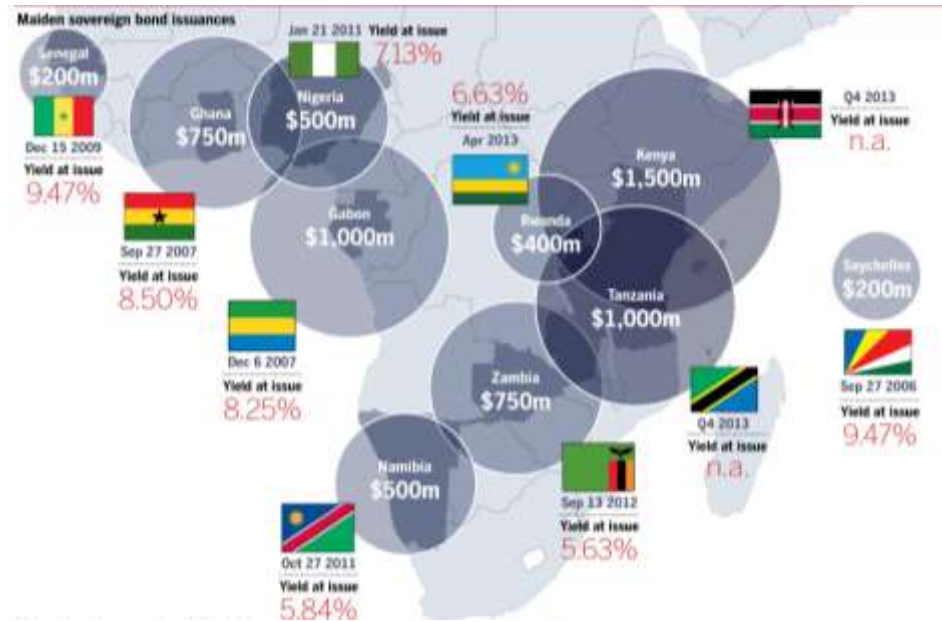 Maiden sovereign bond issuances
Senegal
$200m
Dec 15 2009
Yield at issue
9.47%
Ghana
$750m
Sep 27 2007
Yield at issue
8.50%
Jan 21 2011 Yield at issue
7.13%
Nigeria
$500m
Gabon
$1,000m
Dec 6 2007
Yield at issue
8.25%
6.63%
Yield at issue
Apr 2013
Rwanda
$400m
Kenya
$1,500m
Q4 2013
Yield at issue
n.a.
Tanzania
$1,000m
Q4 2013
Yield at issue
n.a.
Seychelles
$200m
Sep 27 2006
Yield at issue
9.47%
Zambia
$750m
Sep 13 2012
Yield at issue
5.63%
Namibia
$500m
Oct 27 2011
Yield at issue
5.84%